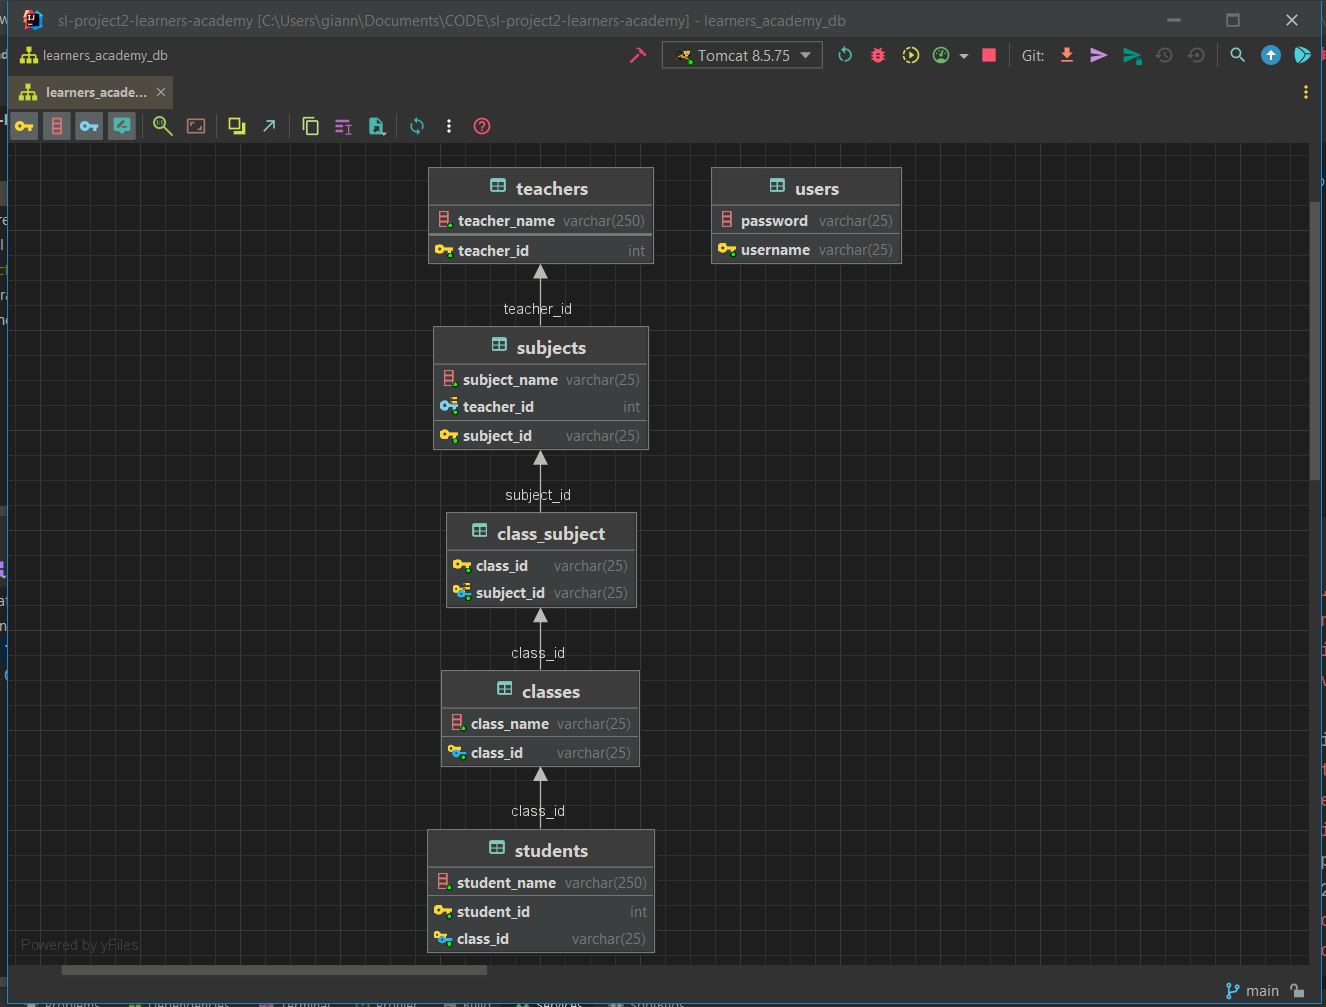 sl-project2-learners-academy [C:\Users\giann\Documents\CODE\sl-project2-learners-academy] - learners_academy_db
learners_academy_db
Tomcat 8.5.75
Git:
learners_acade...
teachers
teacher_name varchar(250)
teacher_id int
users
password varchar(25)
username varchar(25)
teacher_id
subjects
subject_name varchar(25)
teacher_id int
subject_id varchar(25)
subject_id
class_subject
class_id varchar(25)
subject_id varchar(25)
class_id
classes
class_name varchar(25)
class_id varchar(25)
class_id
students
student_name varchar(250)
student_id int
class_id varchar(25)
Powered by yFiles
main